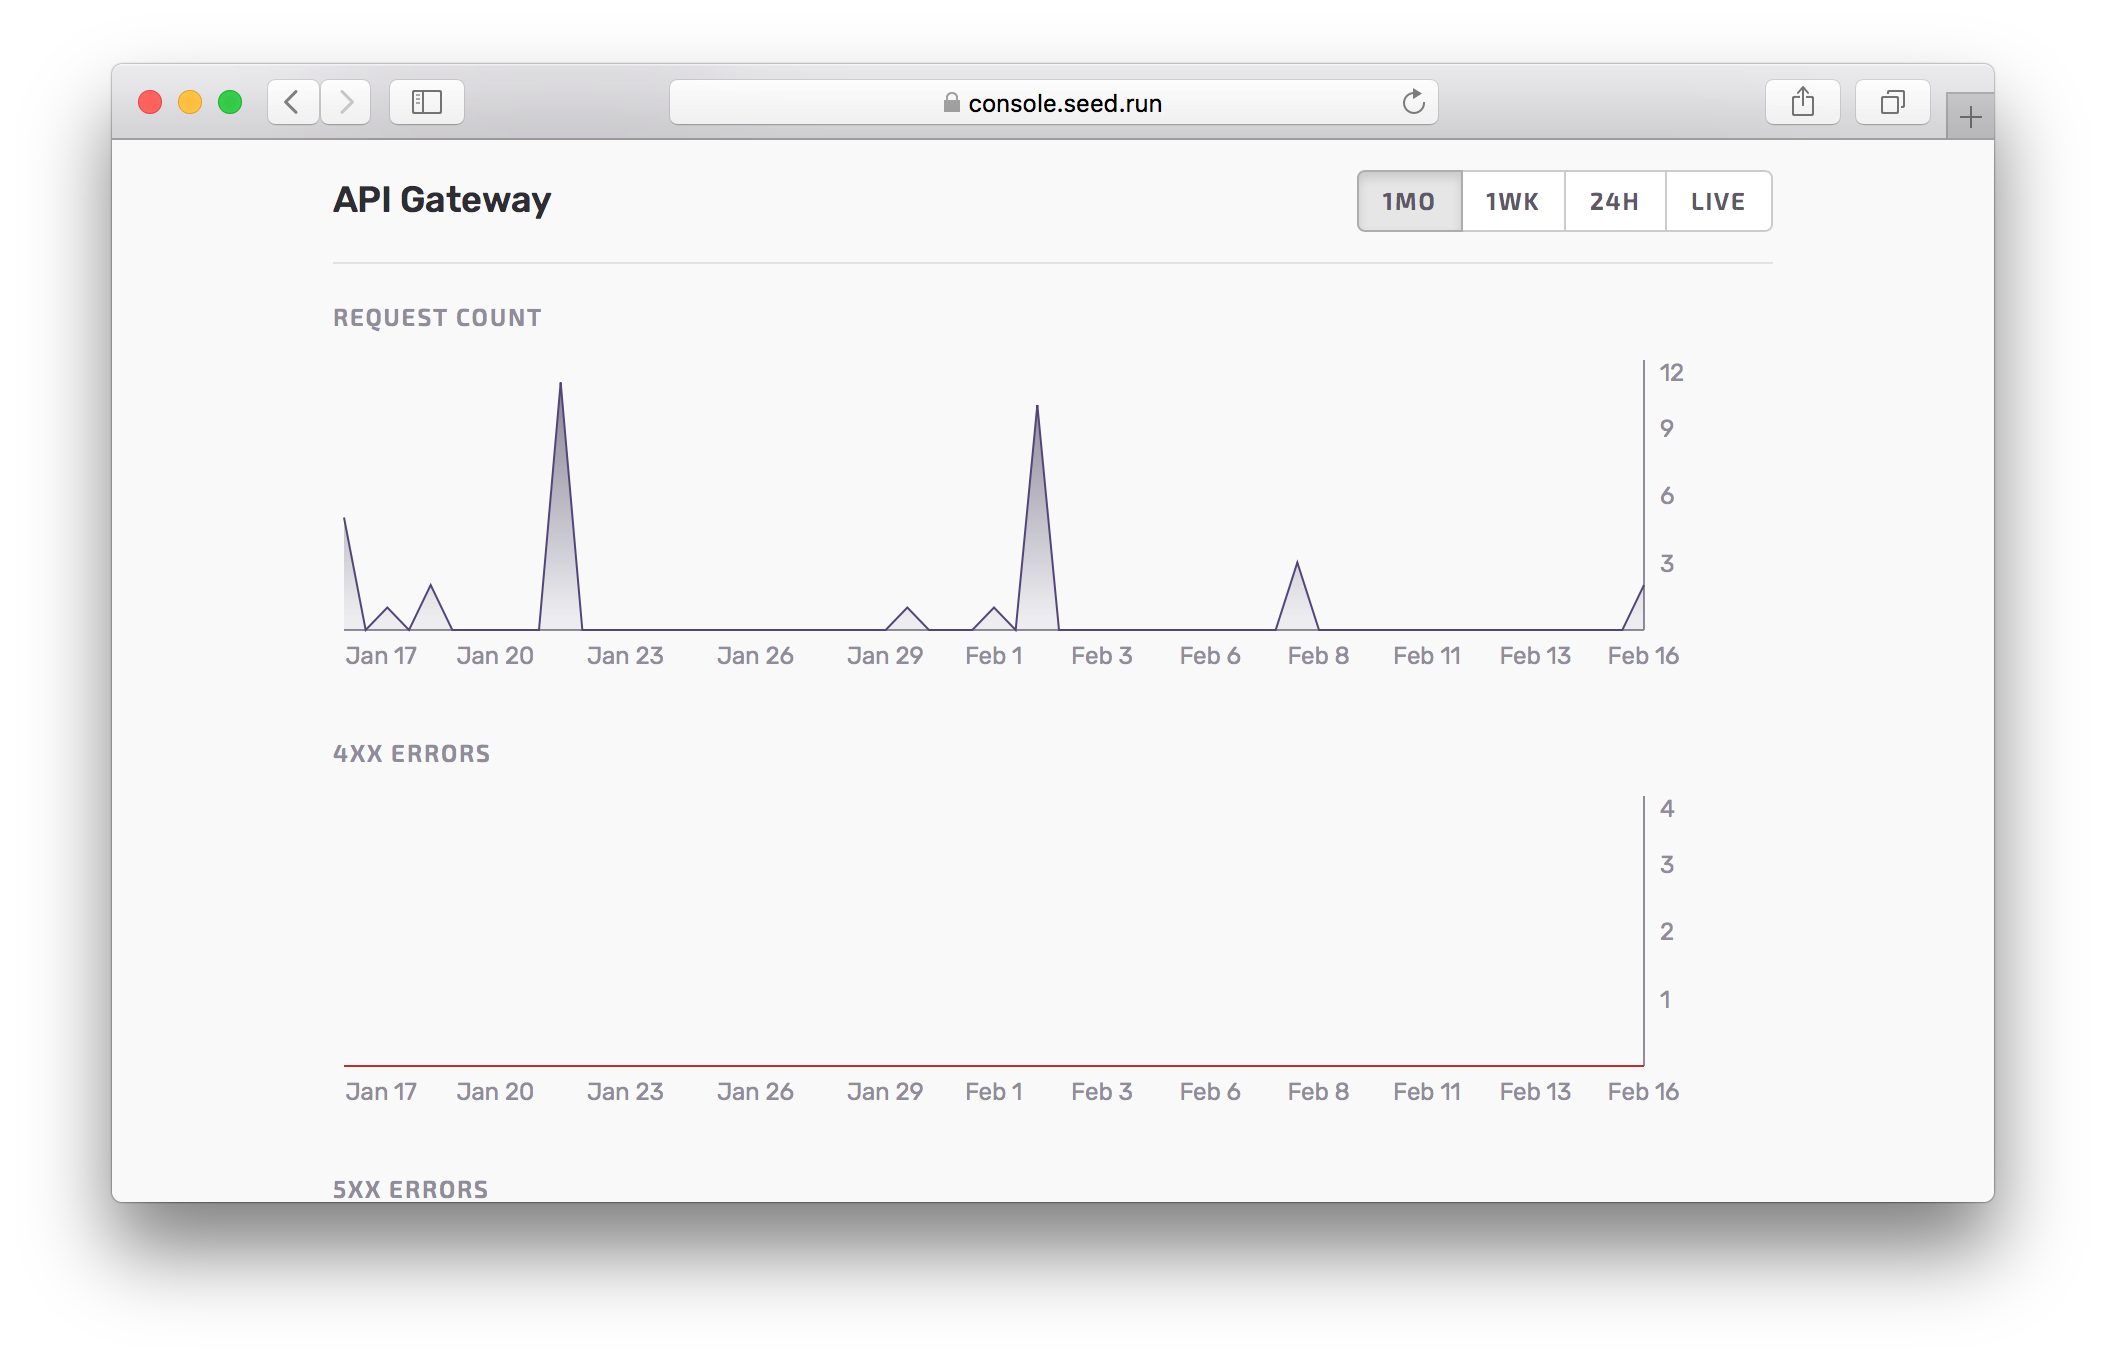 console.seed.run
API Gateway
1MO 1WK 24H LIVE
REQUEST COUNT
12
9
6
3
Jan 17 Jan 20 Jan 23 Jan 26 Jan 29 Feb 1 Feb 3 Feb 6 Feb 8 Feb 11 Feb 13 Feb 16
4XX ERRORS
4
3
2
1
Jan 17 Jan 20 Jan 23 Jan 26 Jan 29 Feb 1 Feb 3 Feb 6 Feb 8 Feb 11 Feb 13 Feb 16
5XX ERRORS